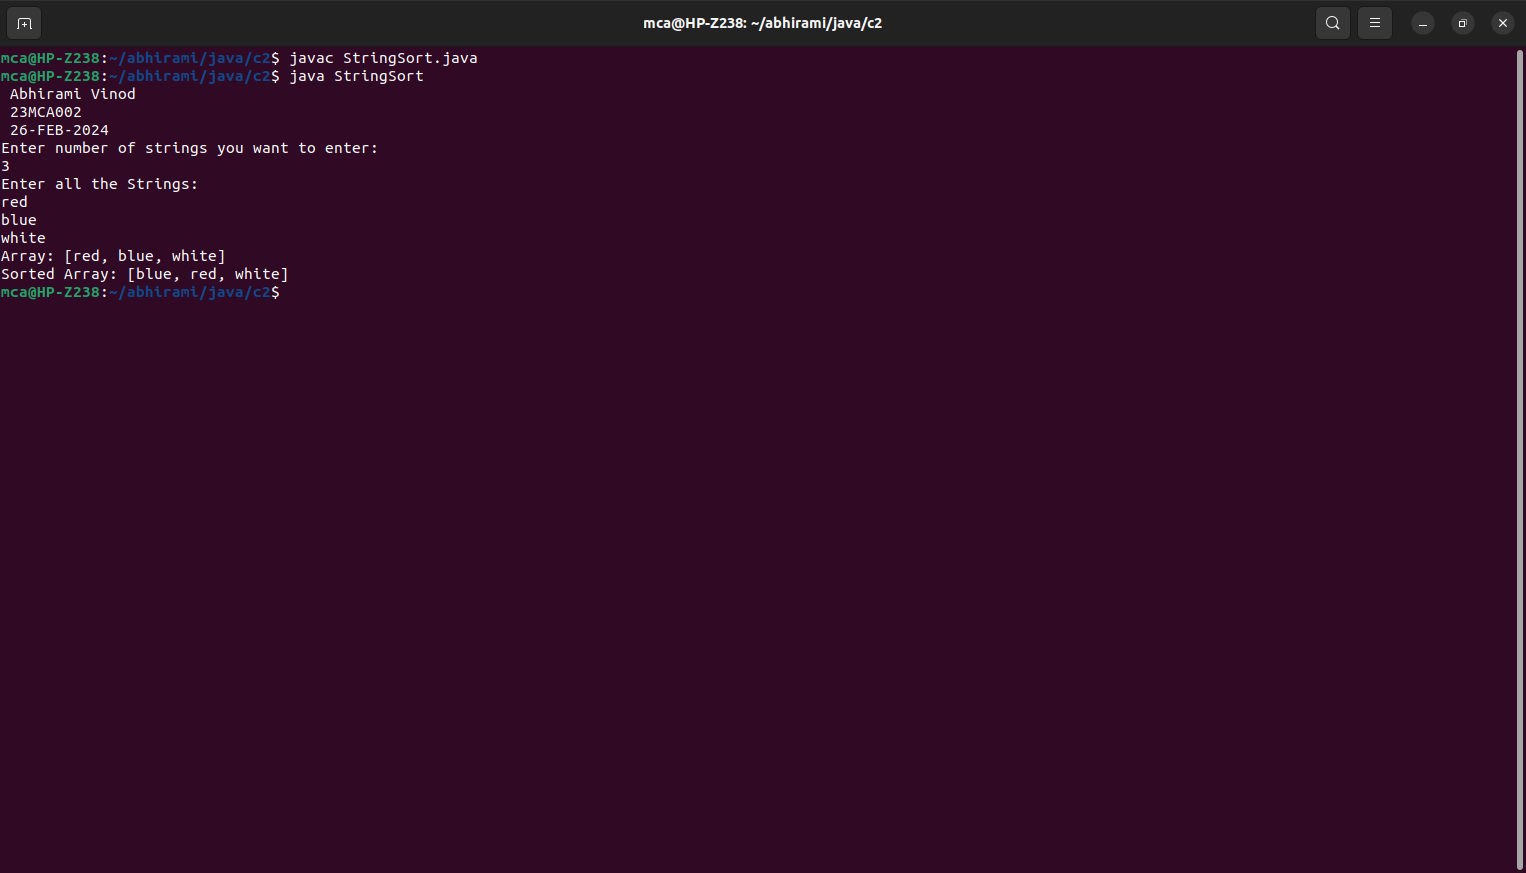 mca@HP-Z238: ~/abhirami/java/c2
mca@HP-Z238:~/abhirami/java/c2$ javac StringSort.java
mca@HP-Z238:~/abhirami/java/c2$ java StringSort
 Abhirami Vinod
 23MCA002
 26-FEB-2024
Enter number of strings you want to enter:
3
Enter all the Strings:
red
blue
white
Array: [red, blue, white]
Sorted Array: [blue, red, white]
mca@HP-Z238:~/abhirami/java/c2$